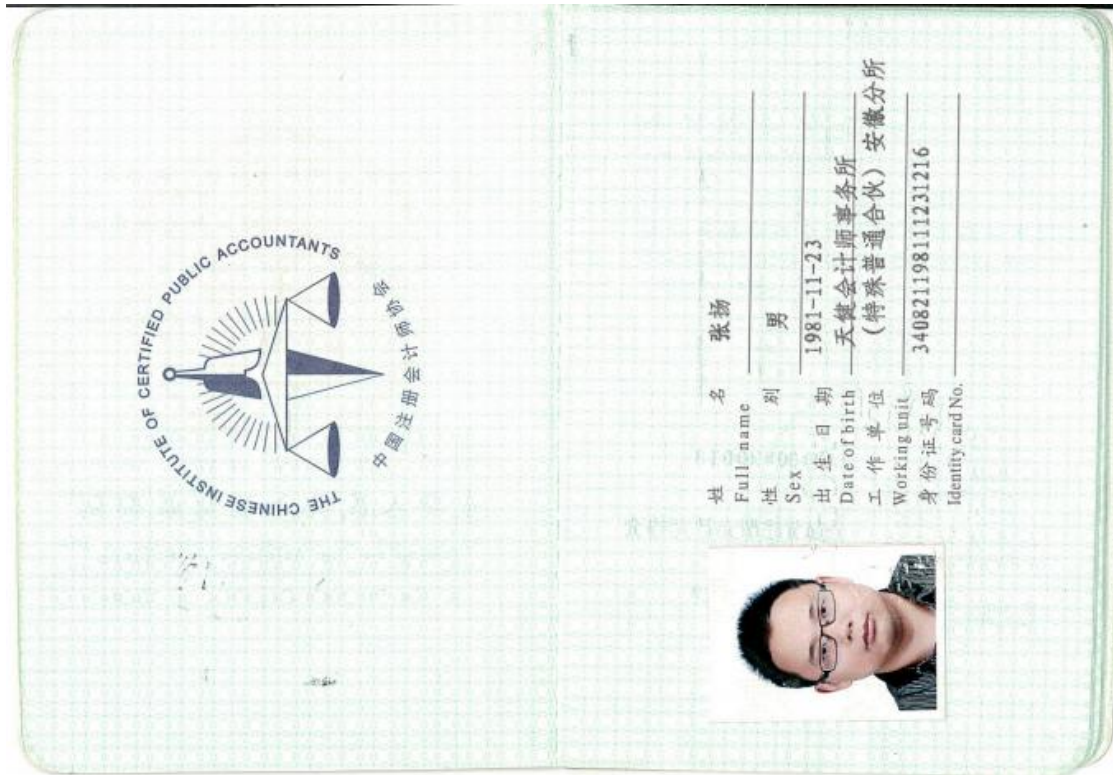 THE CHINESE INSTITUTE OF CERTIFIED PUBLIC ACCOUNTANTS
中国注册会计师协会
姓 名 张扬
Full name
性 别 男
Sex
出 生 日 期 1981-11-23
Date of birth
工 作 单 位 天健会计师事务所
Working unit (特殊普通合伙) 安徽分所
身 份 证 号 码 340821198111231216
Identity card No.